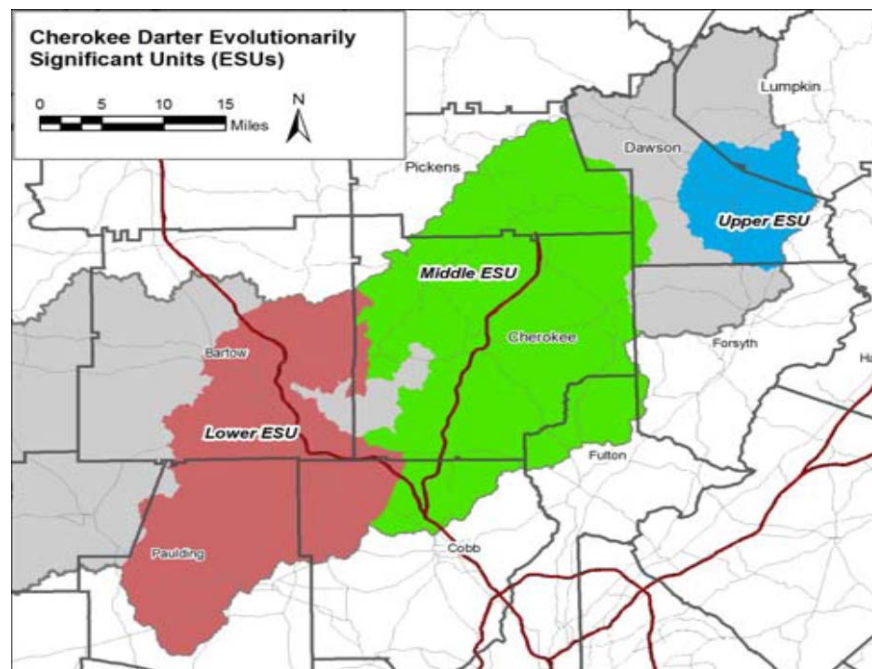 Cherokee Darter Evolutionarily
Significant Units (ESUs)
0 5 10 15
Miles
N
Lumpkin
Dawson
Pickens
Upper ESU
Middle ESU
Cherokee
Forsyth
Bartow
Ha
Lower ESU
Fulton
Paulding
Cobb